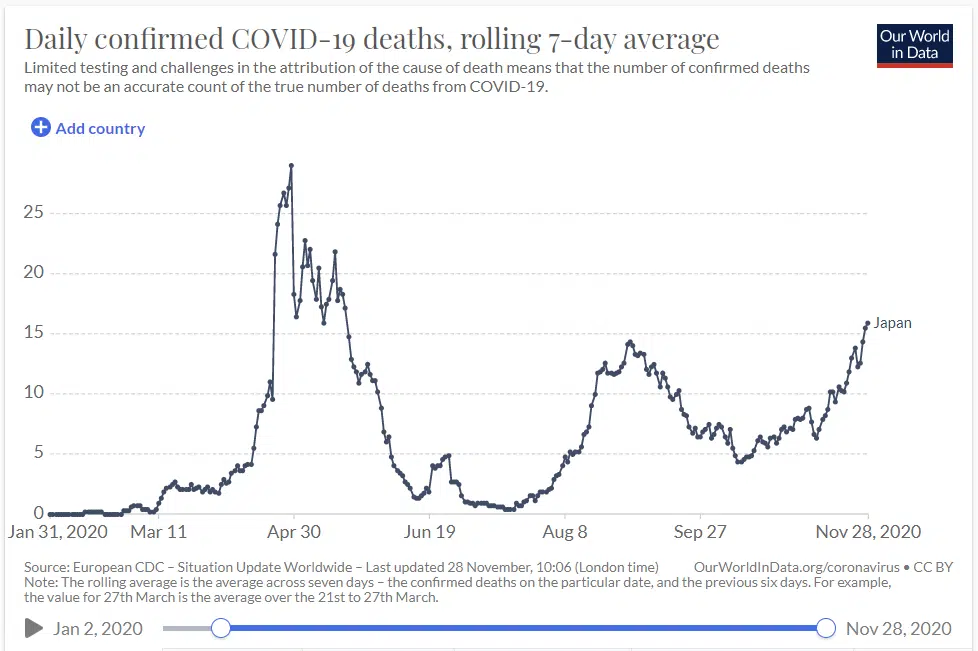 Daily confirmed COVID-19 deaths, rolling 7-day average
Our World
in Data
Limited testing and challenges in the attribution of the cause of death means that the number of confirmed deaths
may not be an accurate count of the true number of deaths from COVID-19.
Add country
25
20
15
10
5
0
Japan
Jan 31, 2020 Mar 11 Apr 30 Jun 19 Aug 8 Sep 27 Nov 28, 2020
Source: European CDC – Situation Update Worldwide – Last updated 28 November, 10:06 (London time) OurWorldInData.org/coronavirus • CC BY
Note: The rolling average is the average across seven days – the confirmed deaths on the particular date, and the previous six days. For example,
the value for 27th March is the average over the 21st to 27th March.
Jan 2, 2020 Nov 28, 2020